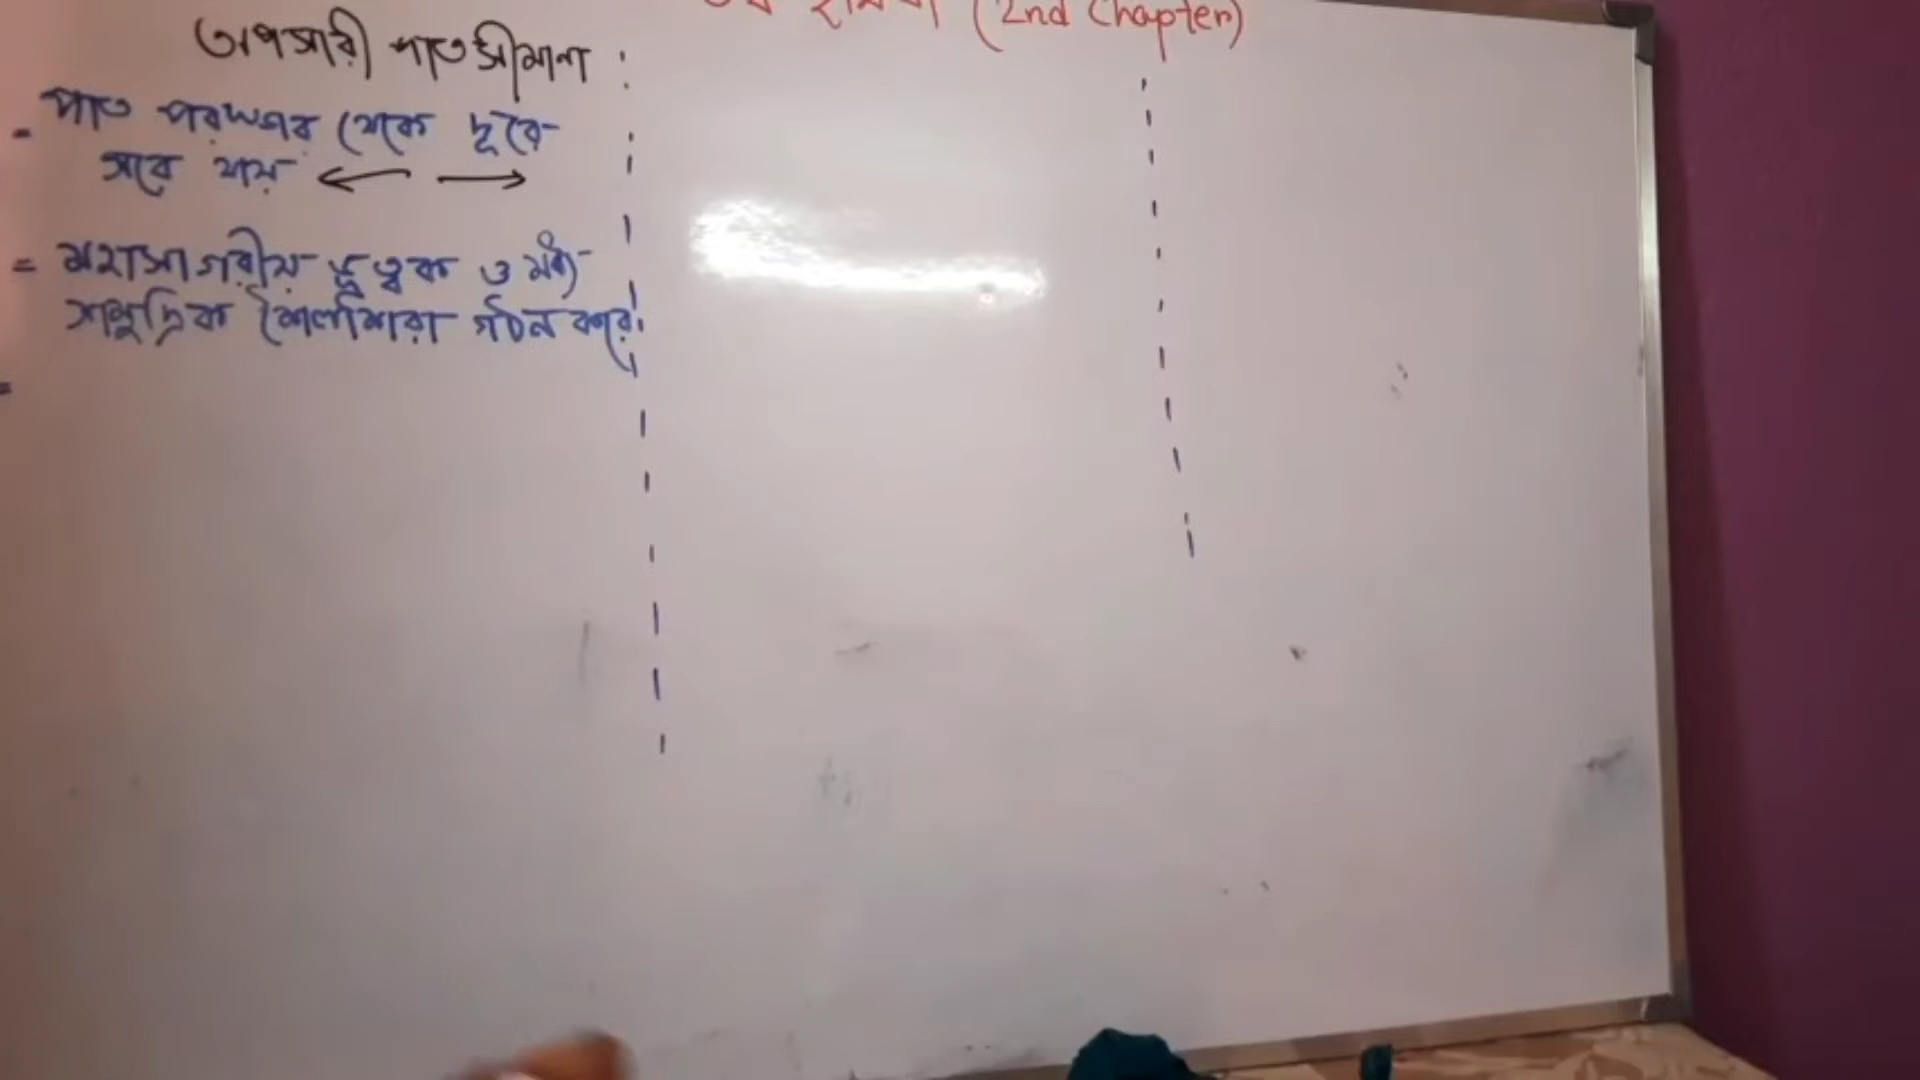 (2nd Chapter)
অপসারী পাতসীমানা :
- পাত পরস্পর থেকে দূরে
সরে যায় ← →
= মহাসাগরীয় ভূত্বক ও মধ্য
সামুদ্রিক শৈলশিরা গঠন করে।
=